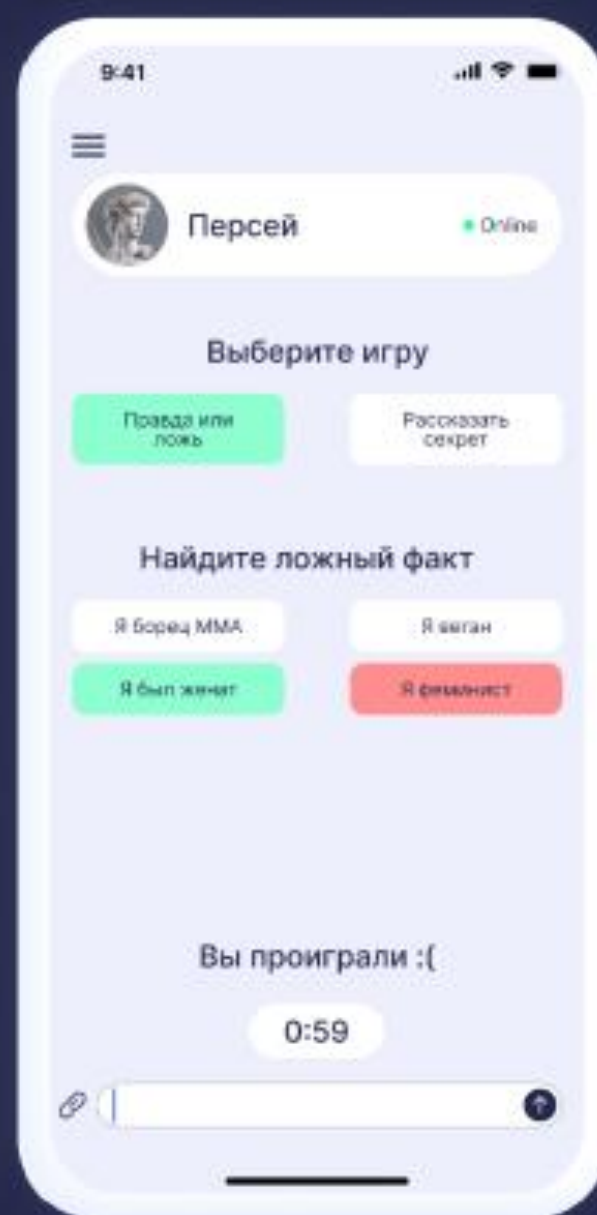 9:41
Персей
Online
Выберите игру
Правда или
ложь
Рассказать
секрет
Найдите ложный факт
Я борец ММА
Я веган
Я был женат
Я феминист
Вы проиграли :(
0:59